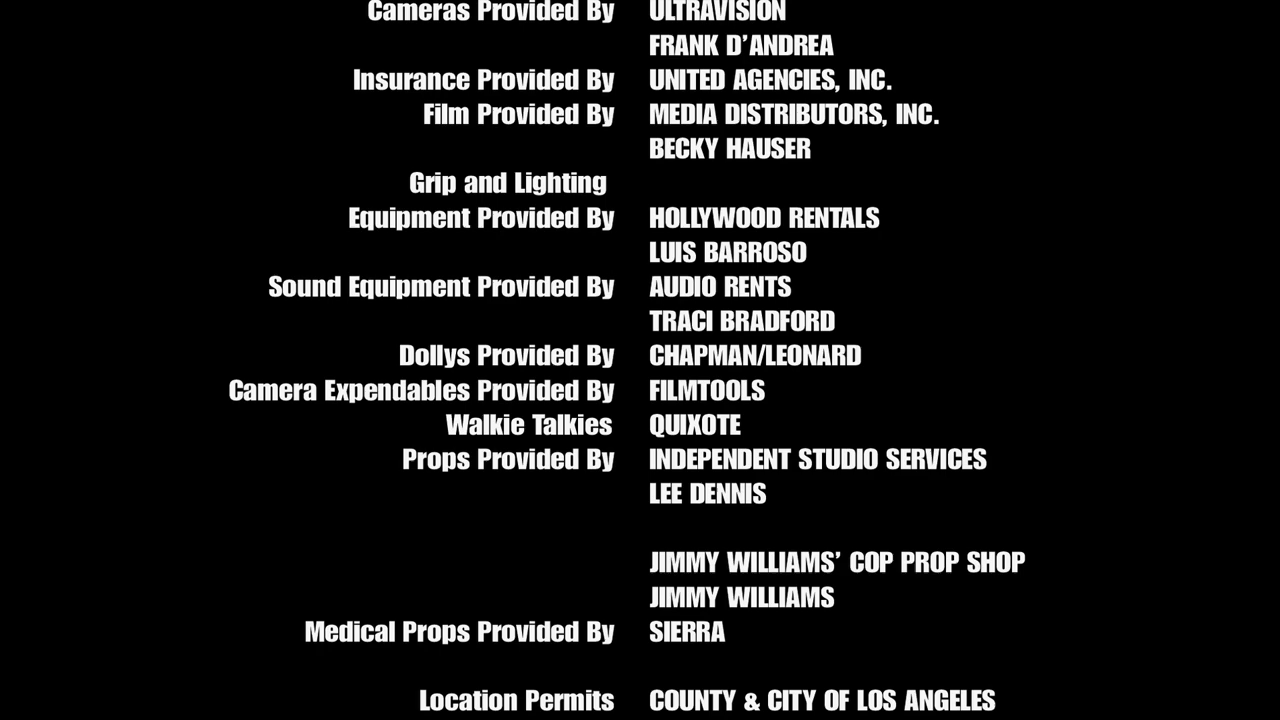 Cameras Provided By ULTRAVISION
FRANK D'ANDREA
Insurance Provided By UNITED AGENCIES, INC.
Film Provided By MEDIA DISTRIBUTORS, INC.
BECKY HAUSER
Grip and Lighting
Equipment Provided By HOLLYWOOD RENTALS
LUIS BARROSO
Sound Equipment Provided By AUDIO RENTS
TRACI BRADFORD
Dollys Provided By CHAPMAN/LEONARD
Camera Expendables Provided By FILMTOOLS
Walkie Talkies QUIXOTE
Props Provided By INDEPENDENT STUDIO SERVICES
LEE DENNIS
JIMMY WILLIAMS' COP PROP SHOP
JIMMY WILLIAMS
Medical Props Provided By SIERRA
Location Permits COUNTY & CITY OF LOS ANGELES